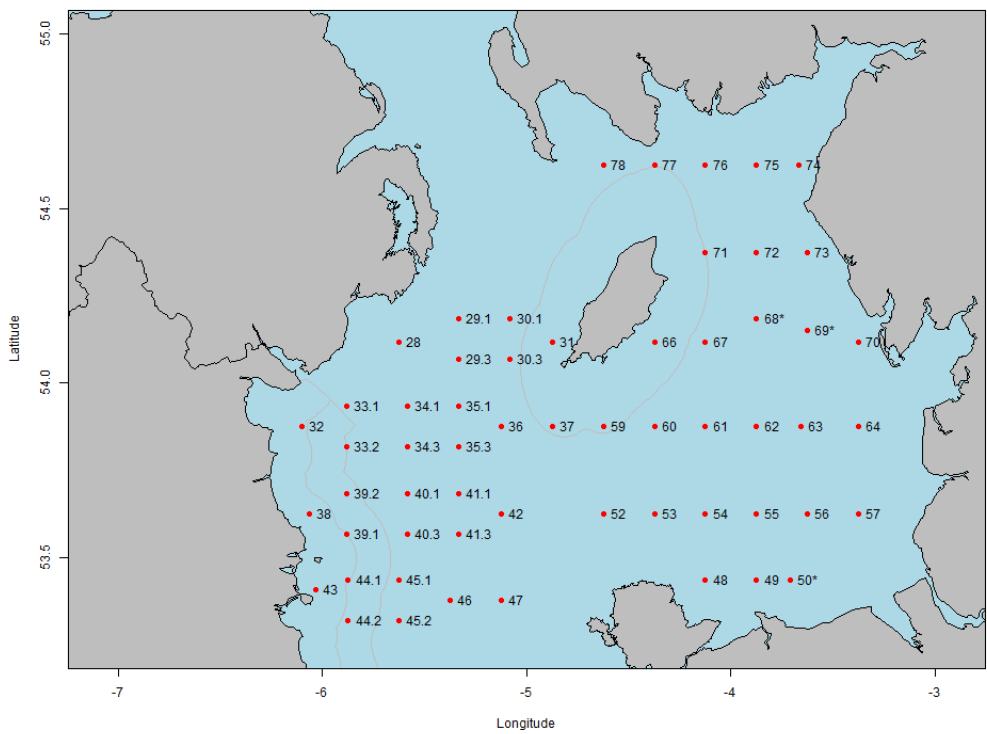 55.0
78 77 76 75 74
54.5
71 72 73
29.1 30.1 68*
69*
28 31 66 67 70
29.3 30.3
Latitude
54.0
33.1 34.1 35.1
32 36 37 59 60 61 62 63 64
33.2 34.3 35.3
39.2 40.1 41.1
38 42 52 53 54 55 56 57
39.1 40.3 41.3
53.5
44.1 45.1 48 49 50*
43
46 47
44.2 45.2
-7 -6 -5 -4 -3
Longitude